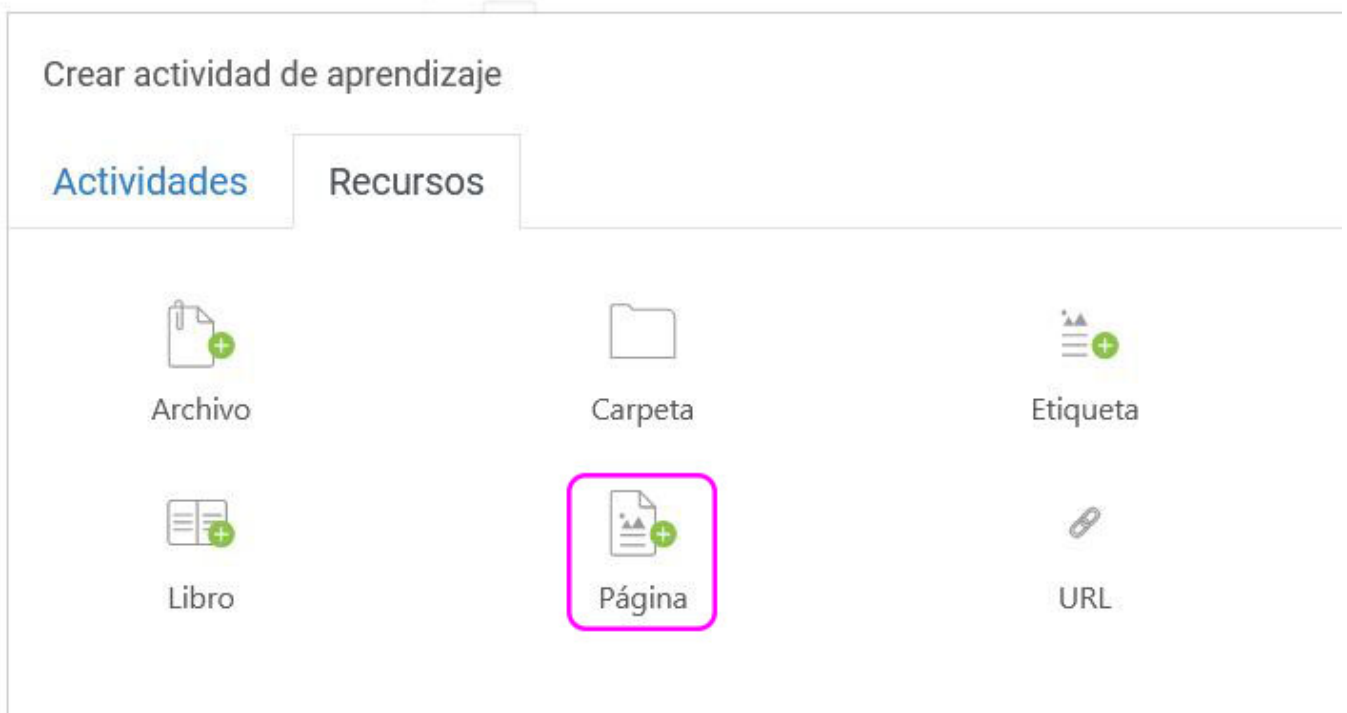 Crear actividad de aprendizaje
Actividades Recursos
Archivo Carpeta Etiqueta
Libro Página URL